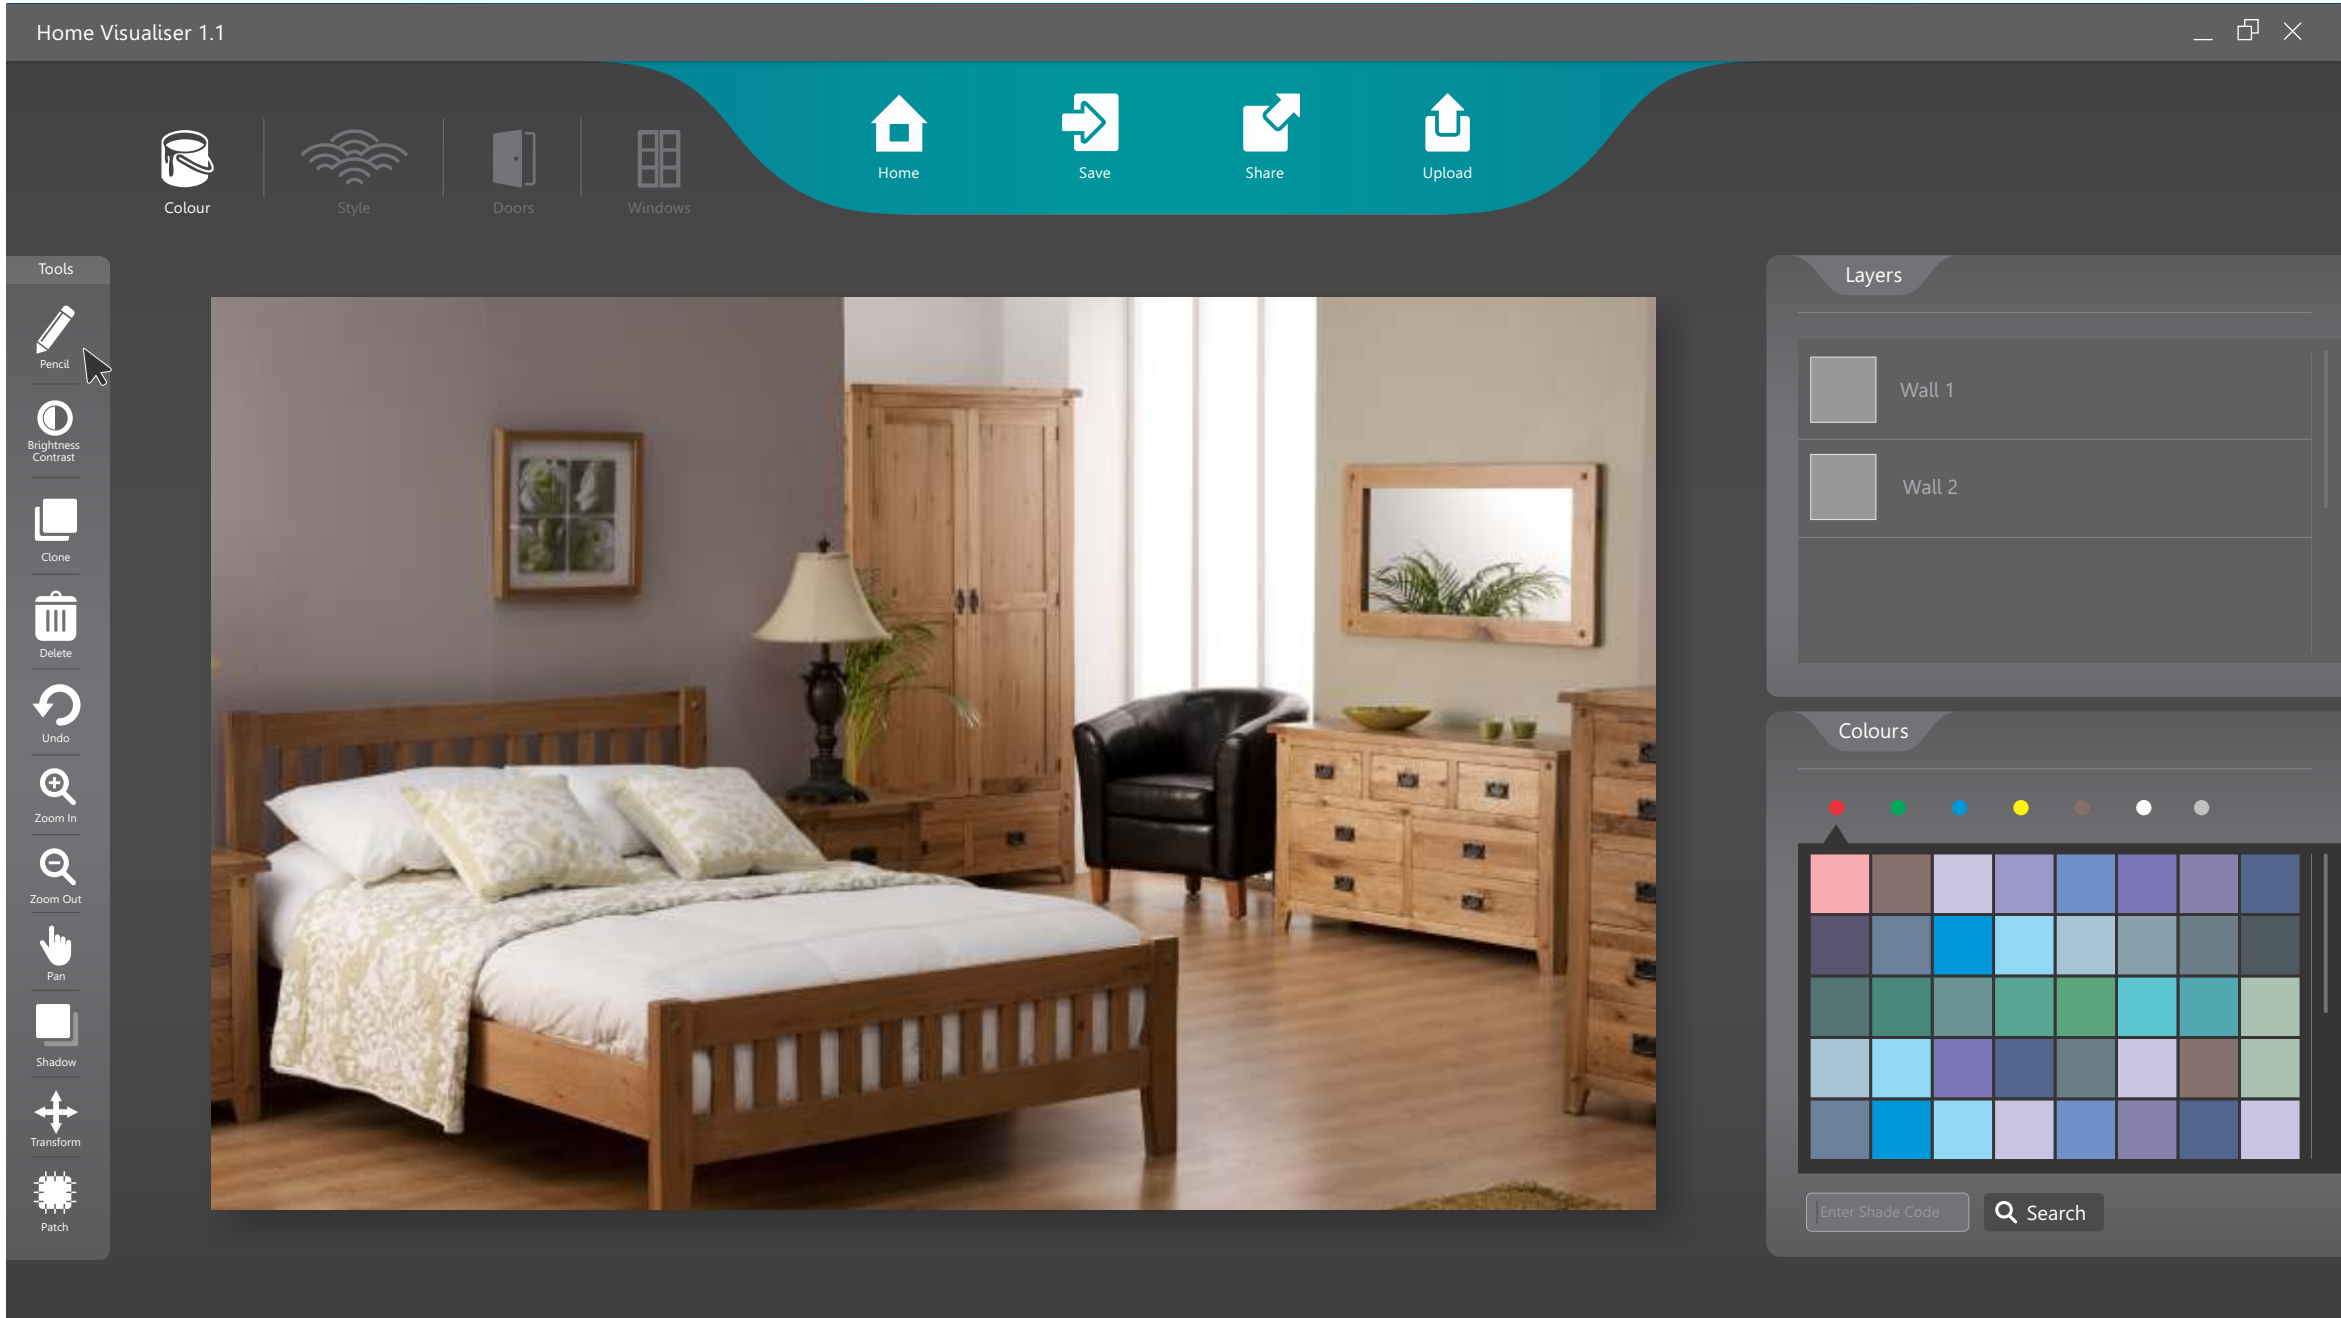 Home Visualiser 1.1
Home
Save
Share
Upload
Colour
Style
Doors
Windows
Tools
Pencil
Brightness
Contrast
Clone
Delete
Undo
Zoom In
Zoom Out
Pan
Shadow
Transform
Patch
Layers
Wall 1
Wall 2
Colours
Enter Shade Code
Search